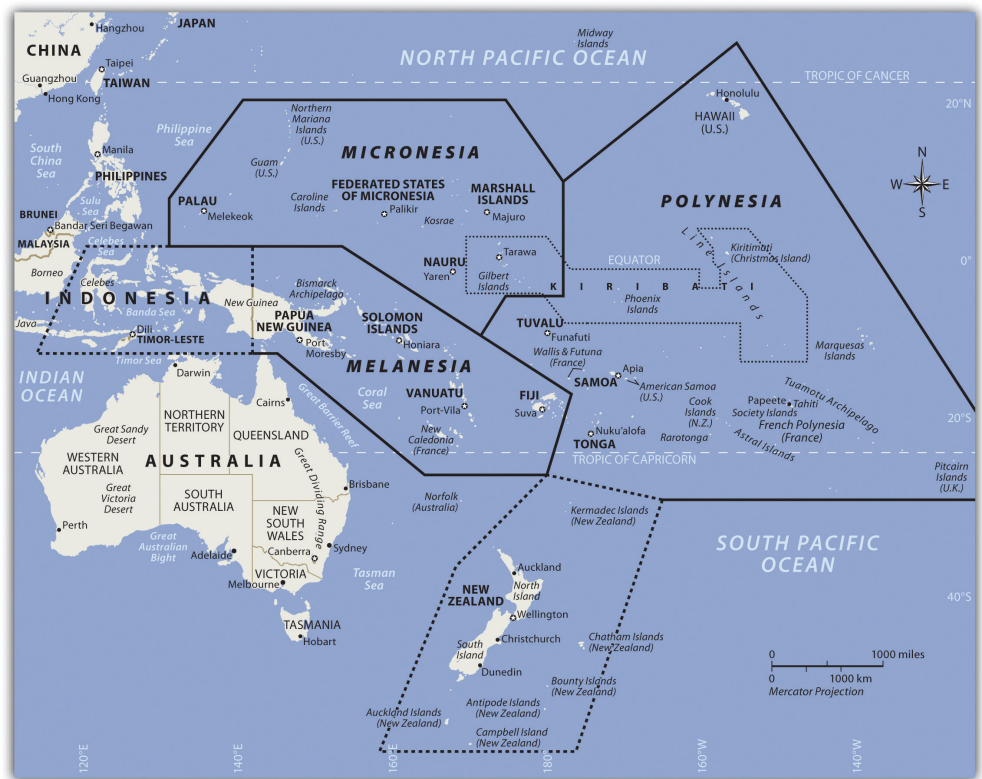 JAPAN
Hangzhou
CHINA
Midway
Islands
NORTH PACIFIC OCEAN
Taipei
TROPIC OF CANCER
Guangzhou
TAIWAN
Hong Kong
Honolulu
20°N
HAWAII
(U.S.)
Northern
Mariana
Islands
(U.S.)
Philippine
Sea
South
China
Sea
Manila
MICRONESIA
N
W
E
S
Guam
(U.S.)
PHILIPPINES
FEDERATED STATES
OF MICRONESIA
MARSHALL
ISLANDS
POLYNESIA
PALAU
Melekeok
Caroline
Islands
Palikir
Kosrae
Majuro
Sulu
Sea
BRUNEI
Bandar Seri Begawan
MALAYSIA
Celebes
Sea
Line Islands
Kiritimati
(Christmas Island)
Tarawa
NAURU
Yaren
EQUATOR
0°
Borneo
Celebes
Gilbert
Islands
KIRIBATI
Phoenix
Islands
INDONESIA
New Guinea
Bismarck
Archipelago
Banda Sea
PAPUA
NEW GUINEA
SOLOMON
ISLANDS
TUVALU
Funafuti
Java
Dili
TIMOR-LESTE
Port
Moresby
Honiara
Wallis & Futuna
(France)
Marquesas
Islands
Timor Sea
MELANESIA
Apia
SAMOA
American Samoa
(U.S.)
INDIAN
OCEAN
Darwin
Coral
Sea
VANUATU
Port-Vila
FIJI
Suva
Cook
Islands
(N.Z.)
Tuamotu Archipelago
Papeete
Tahiti
Society Islands
French Polynesia
(France)
Cairns
Great Barrier Reef
NORTHERN
TERRITORY
20°S
Great Sandy
Desert
QUEENSLAND
New
Caledonia
(France)
Nuku'alofa
TONGA
Rarotonga
Astral Islands
WESTERN
AUSTRALIA
AUSTRALIA
TROPIC OF CAPRICORN
Pitcairn
Islands
(U.K.)
Great Dividing Range
Great
Victoria
Desert
SOUTH
AUSTRALIA
Brisbane
Norfolk
(Australia)
Kermadec Islands
(New Zealand)
Perth
NEW
SOUTH
WALES
Great
Australian
Bight
Adelaide
Canberra
Sydney
SOUTH PACIFIC
OCEAN
Melbourne
VICTORIA
Tasman
Sea
Auckland
NEW
ZEALAND
North
Island
40°S
Wellington
TASMANIA
Hobart
Christchurch
South
Island
Chatham Islands
(New Zealand)
Dunedin
0
1000 miles
0
1000 km
Mercator Projection
Bounty Islands
(New Zealand)
Antipode Islands
(New Zealand)
Auckland Islands
(New Zealand)
Campbell Island
(New Zealand)
120°E
140°E
160°E
180°
160°W
140°W